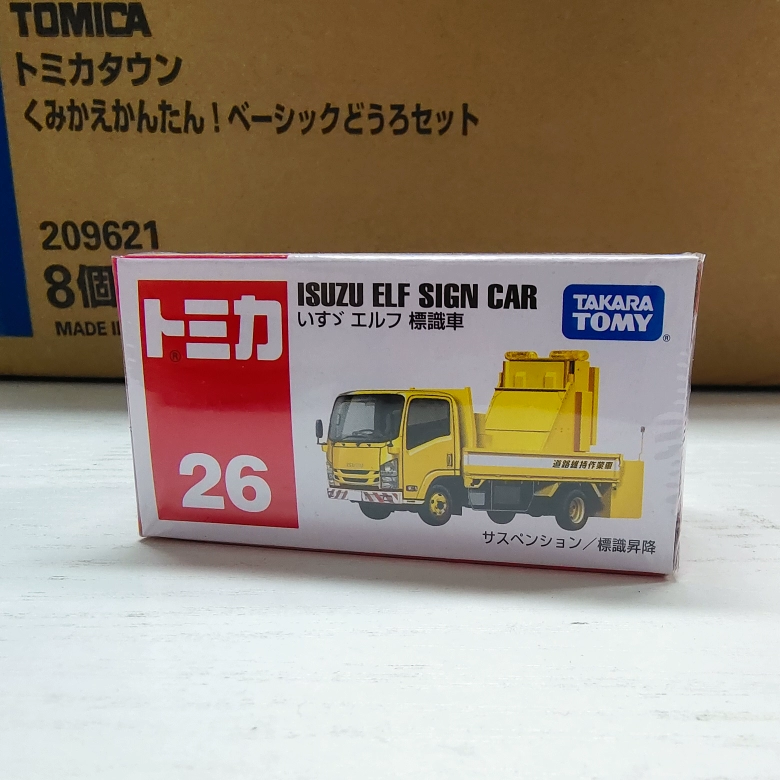 TOMICA
トミカタウン
くみかえかんたん！ベーシックどうろセット
209621
8個
MADE I
トミカ
®
26
ISUZU ELF SIGN CAR
いすゞ エルフ 標識車
TAKARA
TOMY
®
道路維持作業車
サスペンション／標識昇降